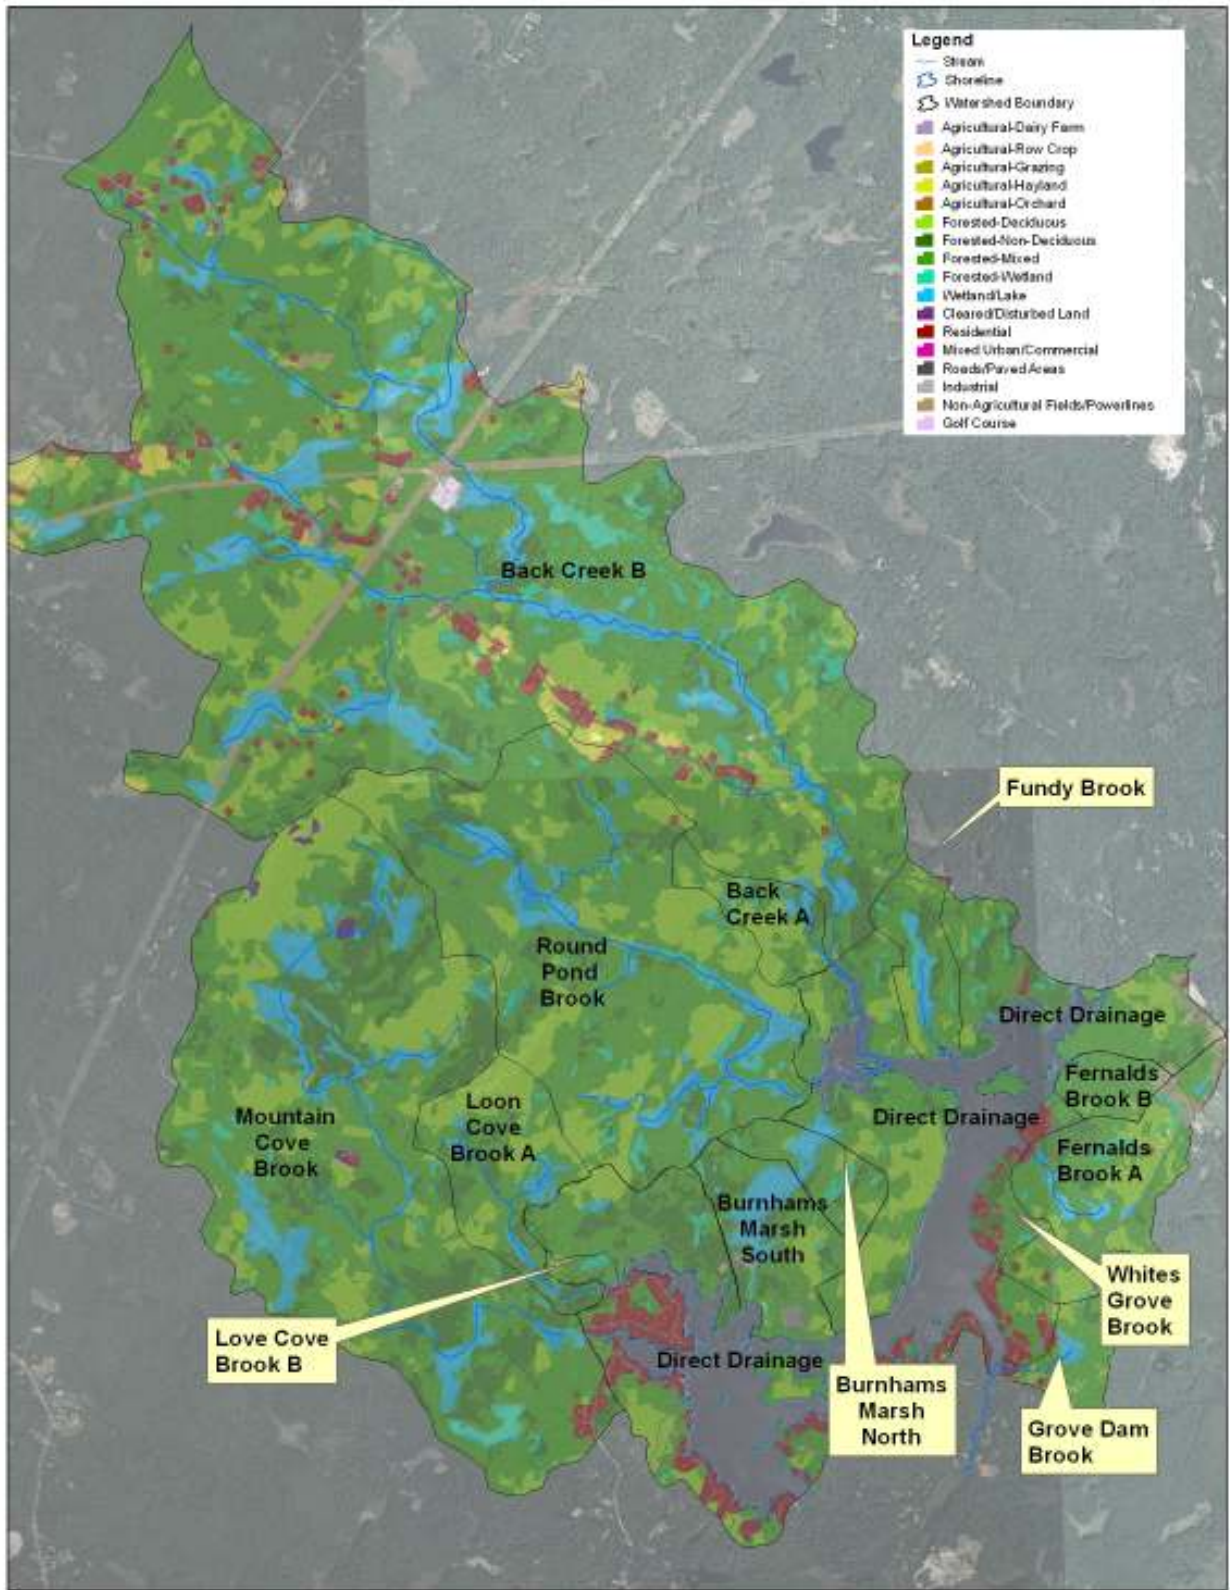 Legend
Stream
Shoreline
Watershed Boundary
Agricultural-Dairy Farm
Agricultural-Row Crop
Agricultural-Grazing
Agricultural-Hayland
Agricultural-Orchard
Forested-Deciduous
Forested-Non-Deciduous
Forested-Mixed
Forested-Wetland
Wetland/Lake
Cleared/Disturbed Land
Residential
Mixed Urban/Commercial
Roads/Paved Areas
Industrial
Non-Agricultural Fields/Powerlines
Golf Course
Back Creek B
Fundy Brook
Back
Creek A
Round
Pond
Brook
Direct Drainage
Fernalds
Brook B
Direct Drainage
Mountain
Cove
Brook
Loon
Cove
Brook A
Fernalds
Brook A
Burnhams
Marsh
South
Whites
Grove
Brook
Love Cove
Brook B
Direct Drainage
Burnhams
Marsh
North
Grove Dam
Brook